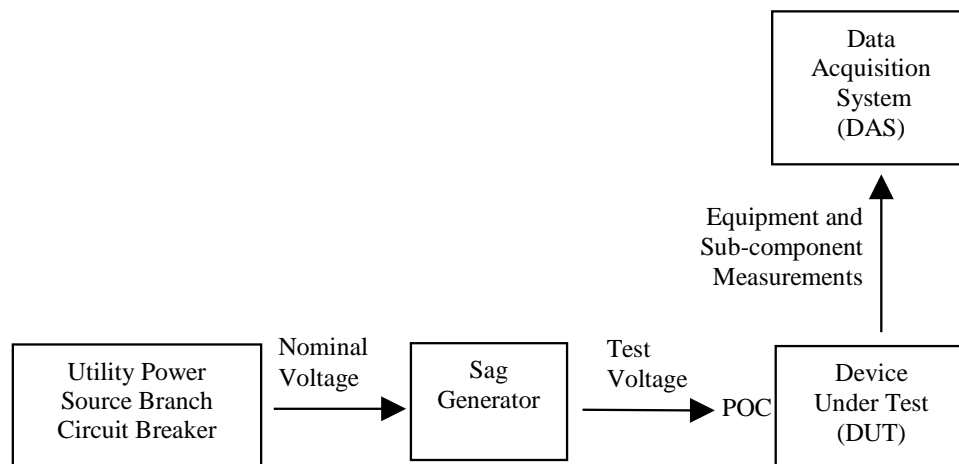 Data
Acquisition
System
(DAS)
Equipment and
Sub-component
Measurements
Utility Power
Source Branch
Circuit Breaker
Nominal
Voltage
Sag
Generator
Test
Voltage
POC
Device
Under Test
(DUT)